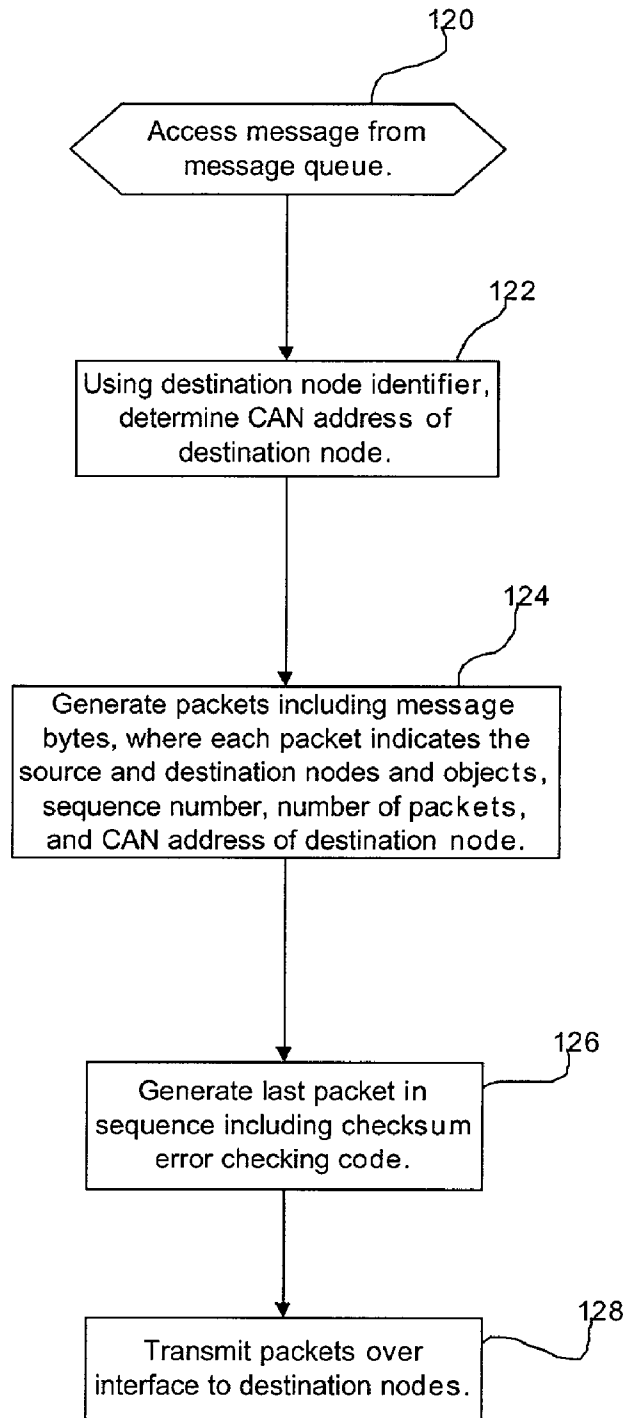 120
Access message from
message queue.
122
Using destination node identifier,
determine CAN address of
destination node.
124
Generate packets including message
bytes, where each packet indicates the
source and destination nodes and objects,
sequence number, number of packets,
and CAN address of destination node.
126
Generate last packet in
sequence including checksum
error checking code.
128
Transmit packets over
interface to destination nodes.